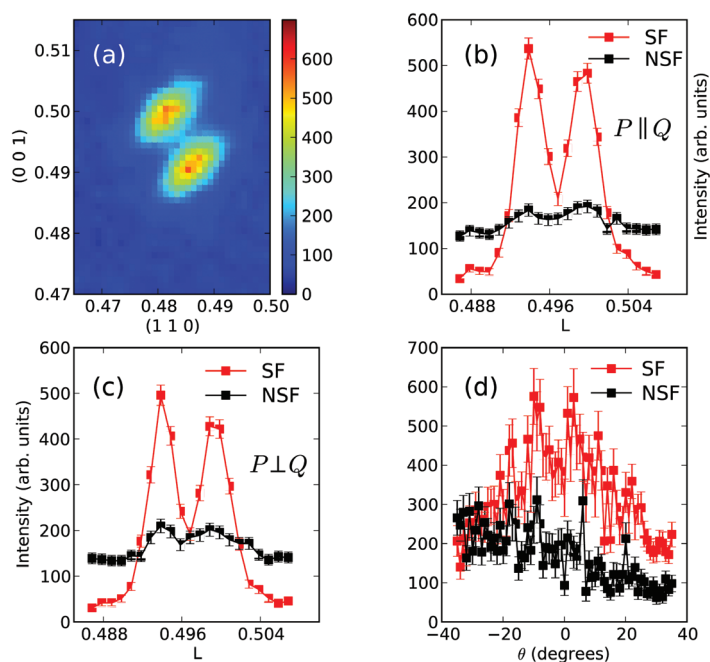 (a)
0.51
0.50
0.49
0.48
0.47
(0 0 1)
0.47 0.48 0.49 0.50
(1 1 0)
600
500
400
300
200
100
0
(b)
SF
NSF
P ∥ Q
600
500
400
300
200
100
0
0.488 0.496 0.504
L
Intensity (arb. units)
(c)
SF
NSF
P⊥Q
600
500
400
300
200
100
0
Intensity (arb. units)
0.488 0.496 0.504
L
(d)
SF
NSF
700
600
500
400
300
200
100
0
−40 −20 0 20 40
θ (degrees)